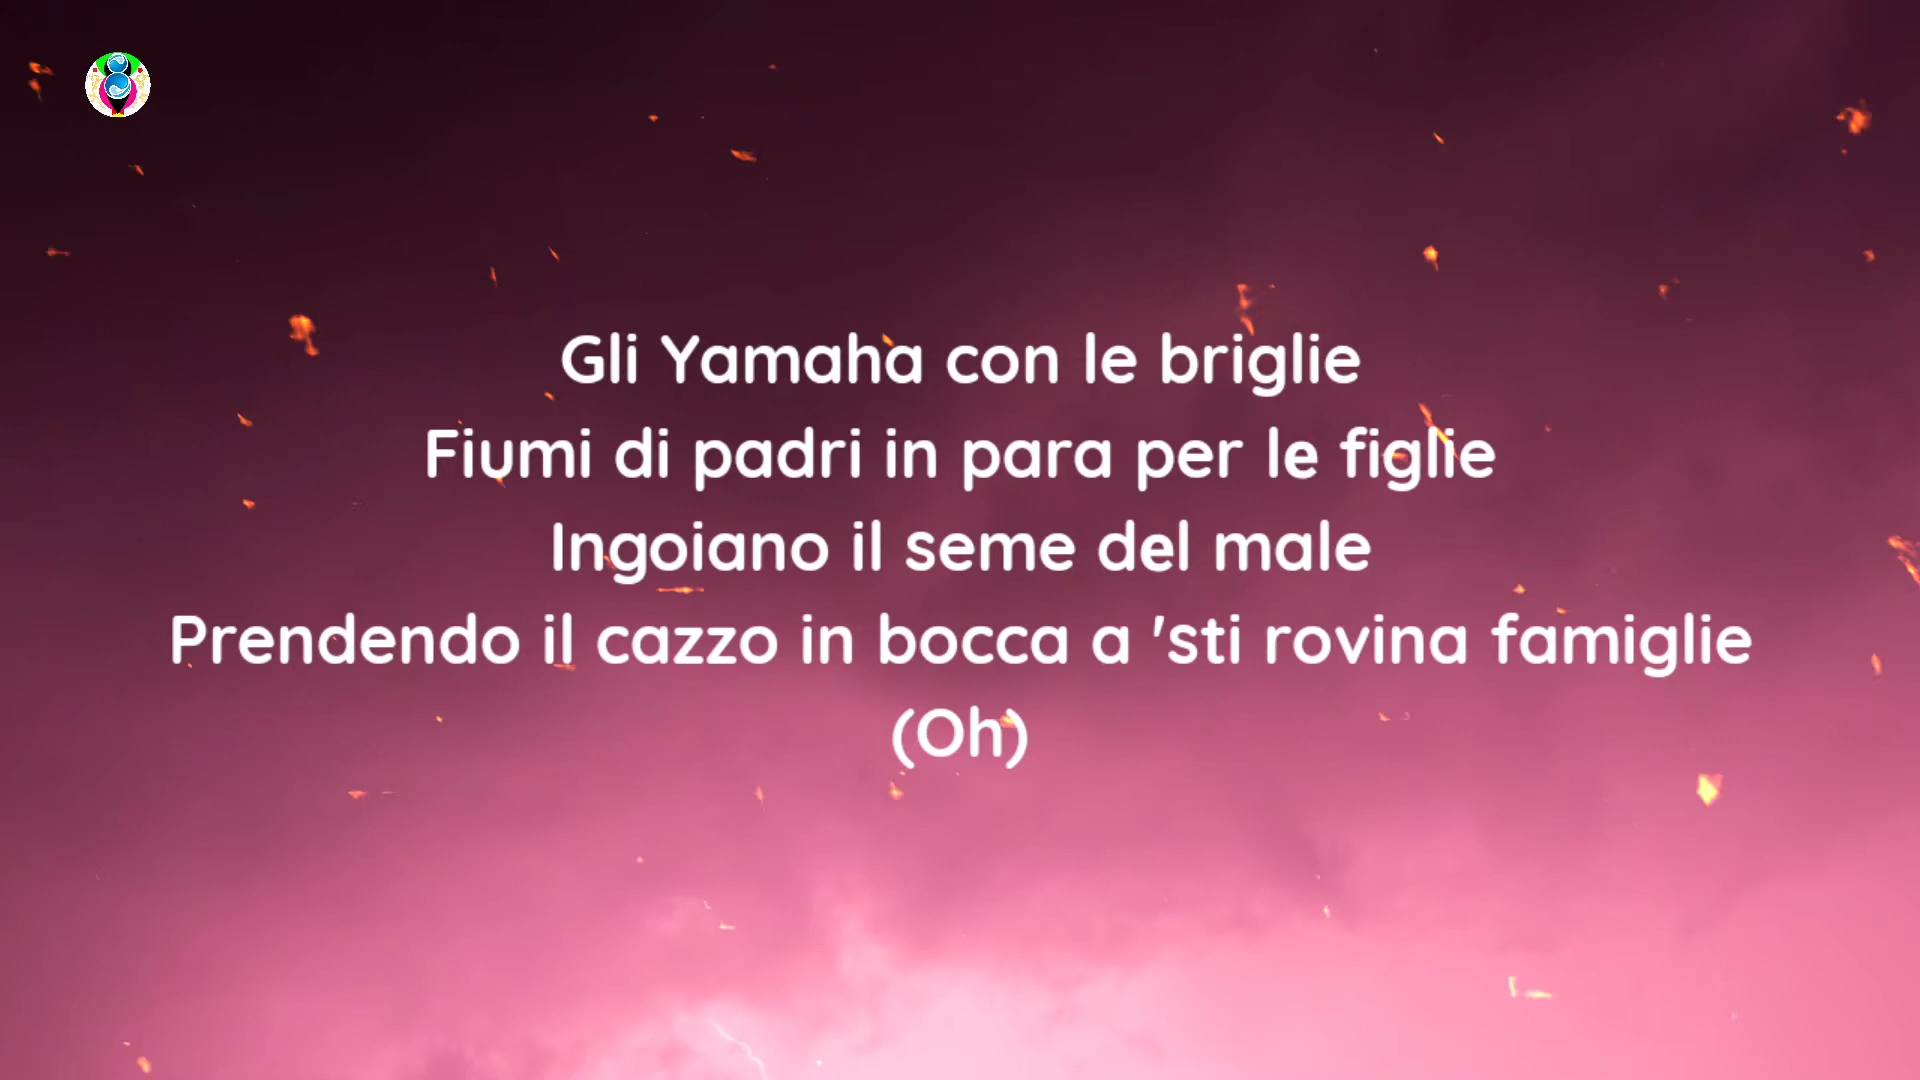 Gli Yamaha con le briglie
Fiumi di padri in para per le figlie
Ingoiano il seme del male
Prendendo il cazzo in bocca a 'sti rovina famiglie
(Oh)